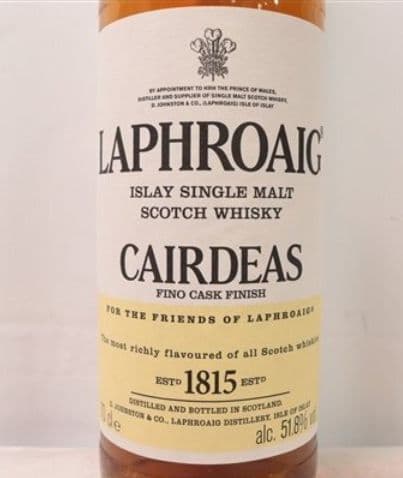 BY APPOINTMENT TO HRH THE PRINCE OF WALES,
DISTILLER AND SUPPLIER OF SINGLE MALT SCOTCH WHISKY,
D. JOHNSTON & CO., (LAPHROAIG) ISLE OF ISLAY
LAPHROAIG®
ISLAY SINGLE MALT
SCOTCH WHISKY
CAIRDEAS
FINO CASK FINISH
FOR THE FRIENDS OF LAPHROAIG®
The most richly flavoured of all Scotch whiskies
ESTD 1815 ESTD
DISTILLED AND BOTTLED IN SCOTLAND.
D. JOHNSTON & CO., LAPHROAIG DISTILLERY, ISLE OF ISLAY
cl e
alc. 51.8% vol